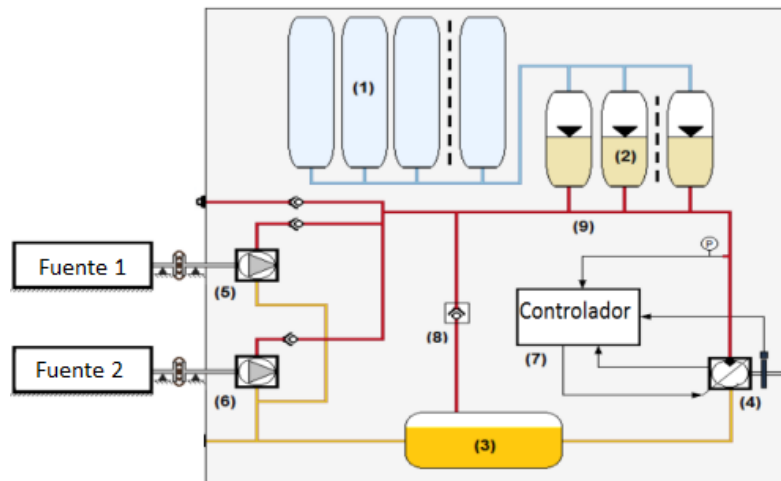 (1)
(2)
(9)
P
Fuente 1
(5)
Controlador
(8)
(7)
(4)
Fuente 2
(6)
(3)